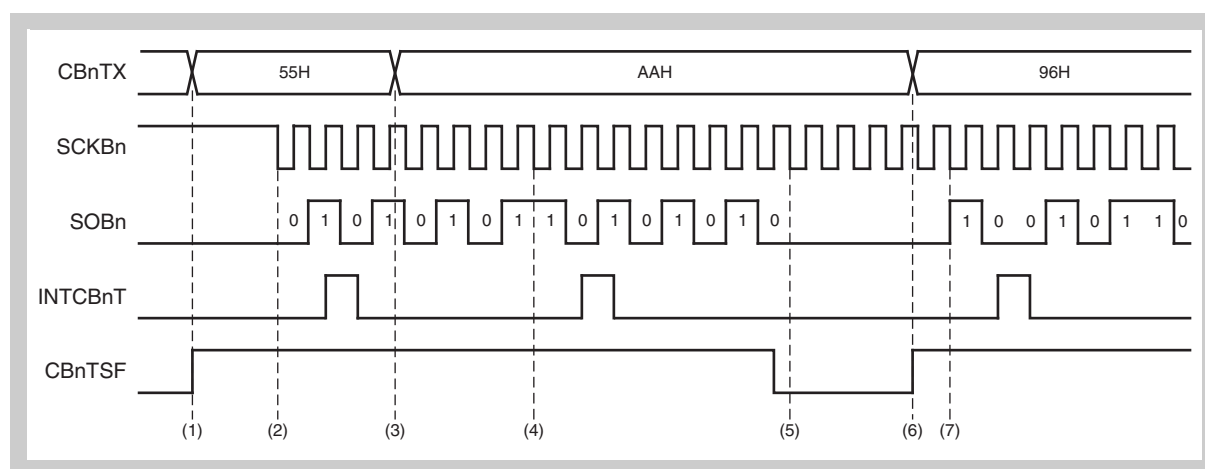 CBnTX 55H AAH 96H
SCKBn
SOBn 0 1 0 1 0 1 0 1 1 0 1 0 1 0 1 0 1 0 0 1 0 1 1 0
INTCBnT
CBnTSF
(1) (2) (3) (4) (5) (6) (7)